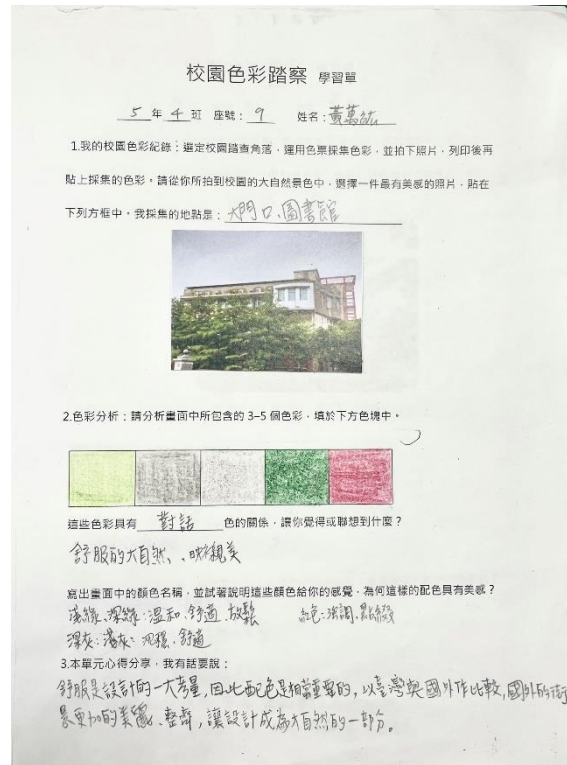 校園色彩踏察 學習單
5 年 4 班 座號：9 姓名：黃萬紘
1.我的校園色彩紀錄：選定校園踏查角落，運用色票採集色彩，並拍下照片，列印後再
貼上採集的色彩。請從你所拍到校園的大自然景色中，選擇一件最有美感的照片，貼在
下列方框中。我採集的地點是：大門口、圖書館
2.色彩分析：請分析畫面中所包含的 3–5 個色彩，填於下方色塊中。
這些色彩具有 對話 色的關係，讓你覺得或聯想到什麼？
舒服的大自然、
寫出畫面中的顏色名稱，並試著說明這些顏色給你的感覺，為何這樣的配色具有美感？
淺綠、深綠：溫和、舒適、放鬆 紅色：強調、點綴
深灰、淺灰：沉穩、舒適
3.本單元心得分享，我有話要說：
舒服是設計的一大考量，因此配色是相當重要的，以臺灣與國外作比較，國外的街
景更加的美麗、整齊，讓設計成為大自然的一部分。